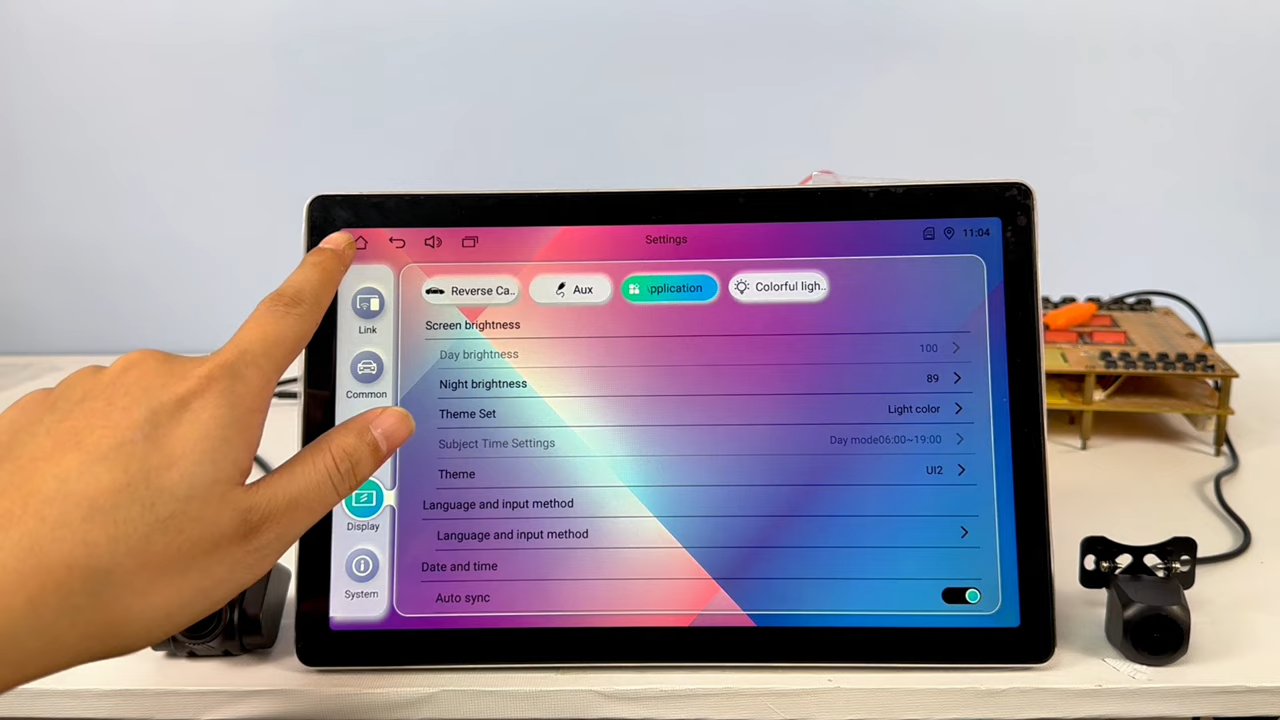 Settings
11:04
Reverse Ca..
Aux
pplication
Colorful ligh..
Link
Common
Display
System
Screen brightness
Day brightness 100
Night brightness 89
Theme Set Light color
Subject Time Settings Day mode06:00~19:00
Theme UI2
Language and input method
Language and input method
Date and time
Auto sync